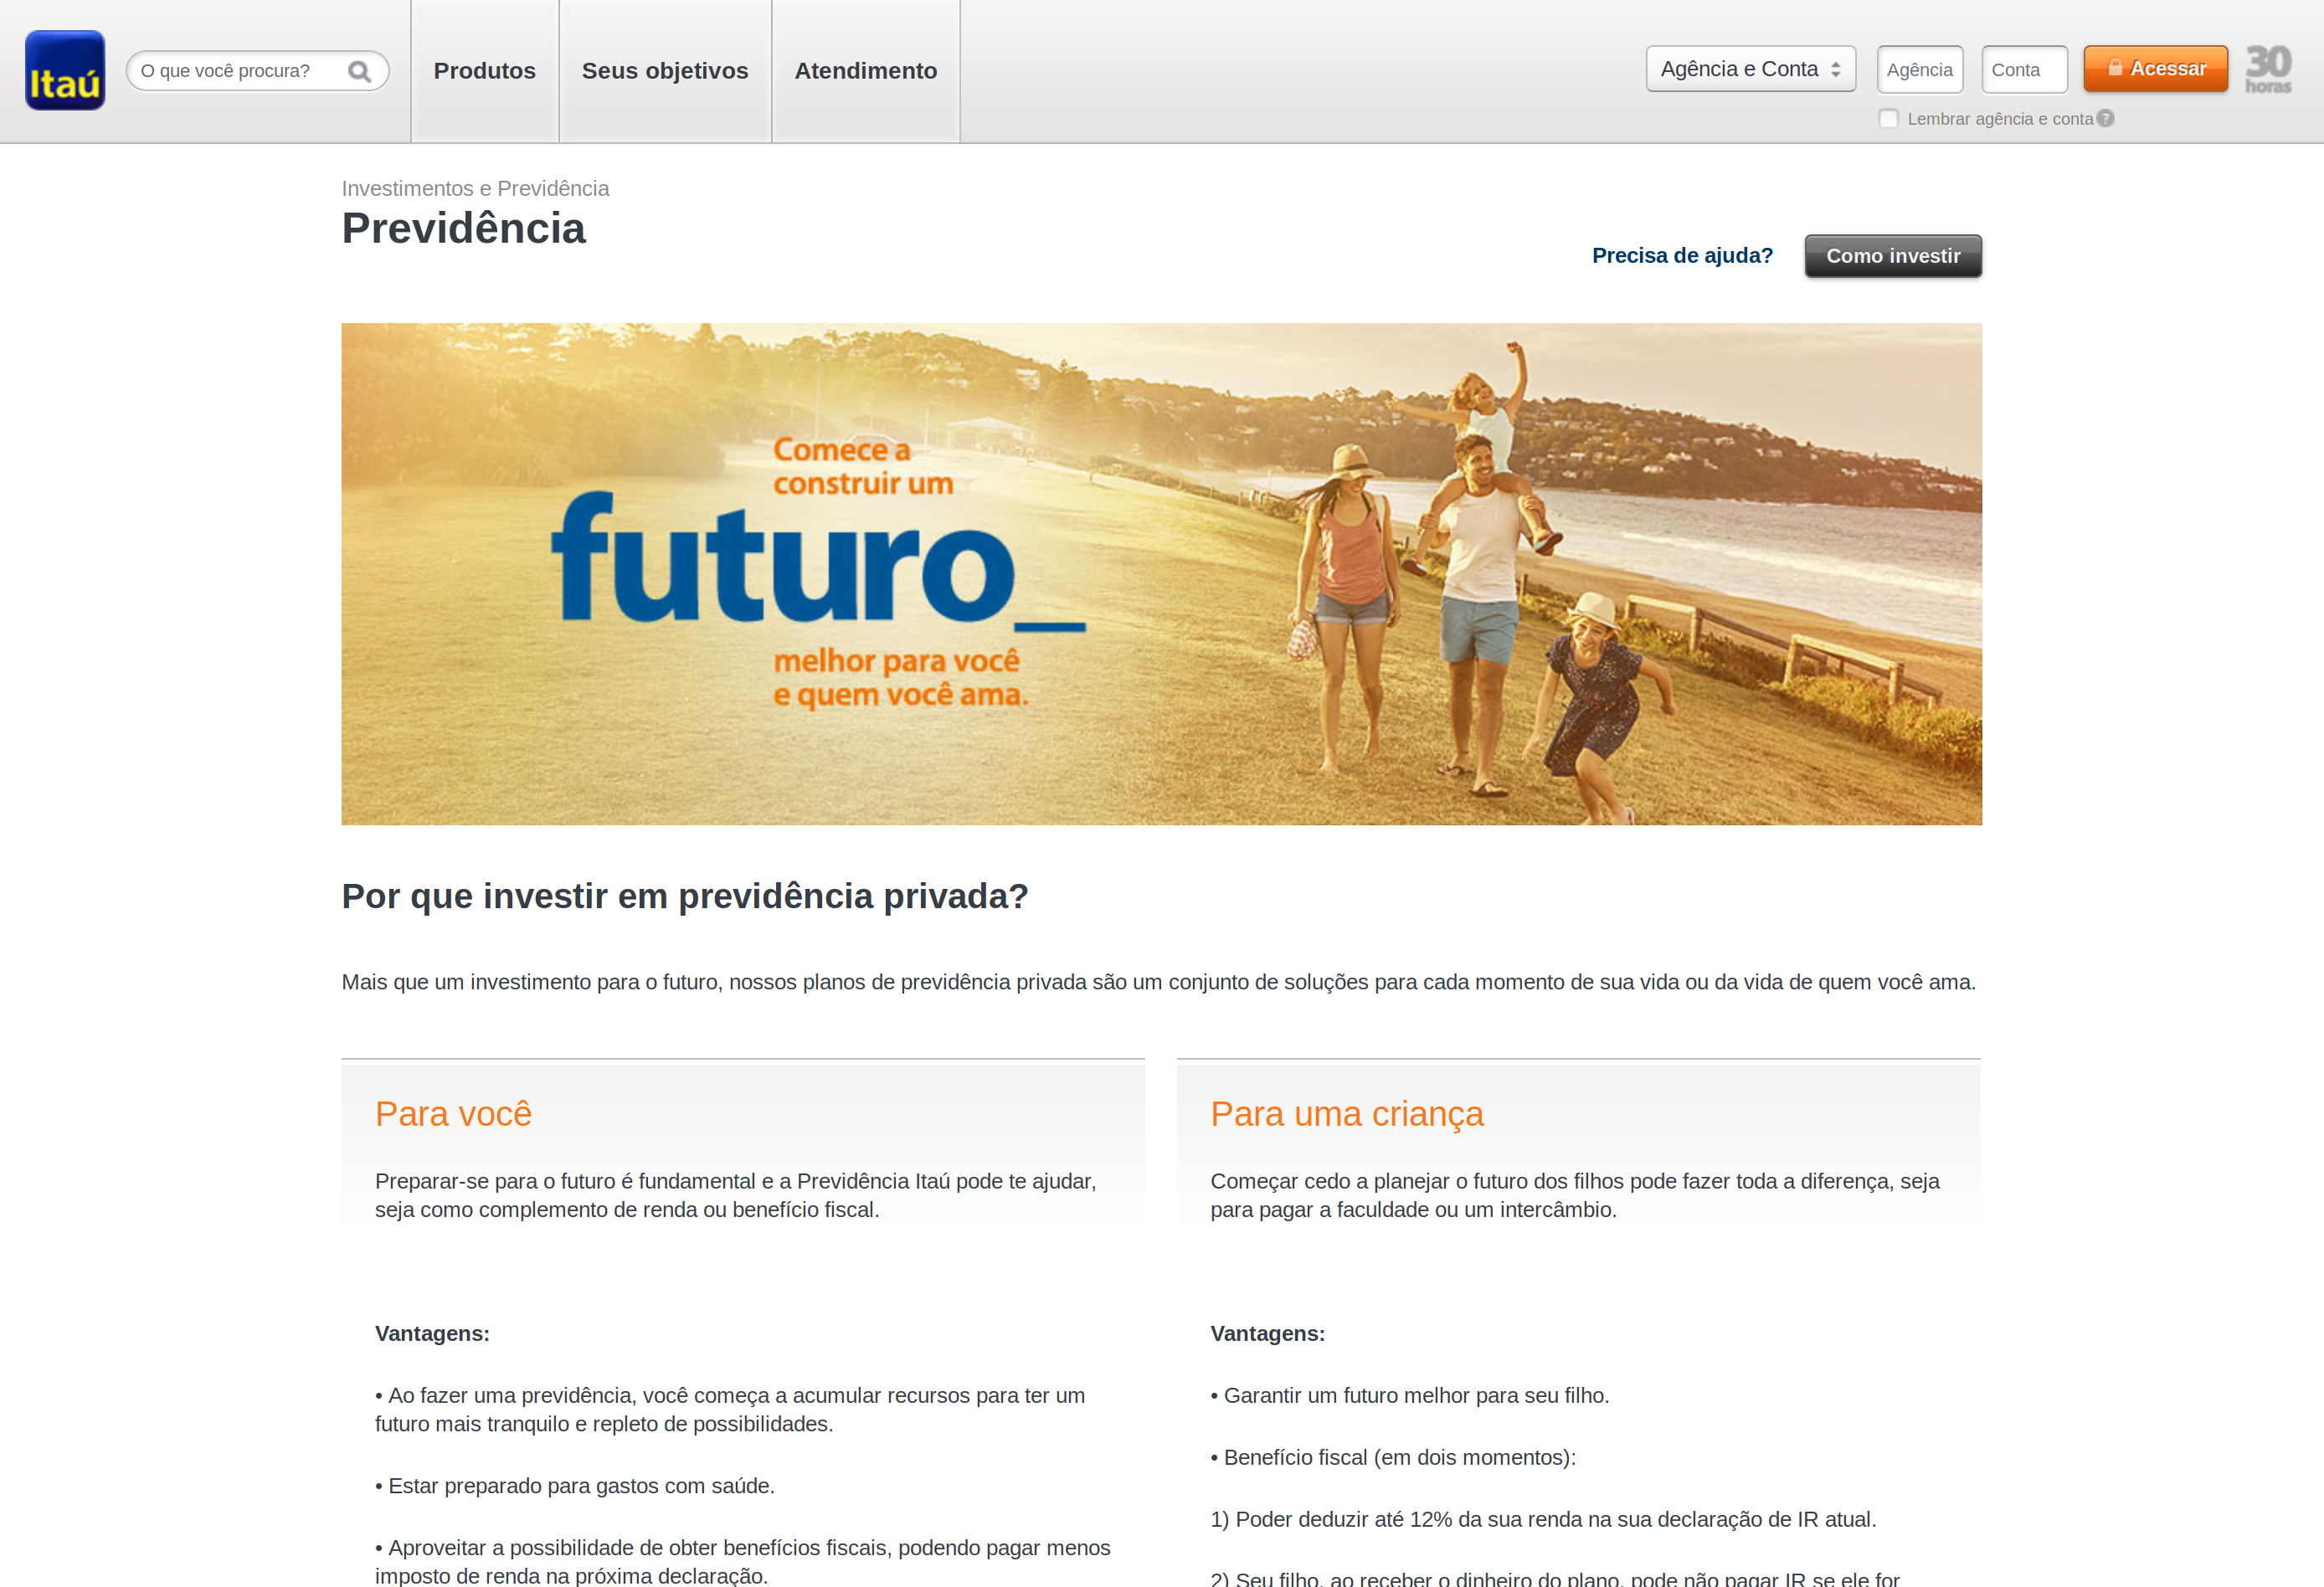 Itaú
O que você procura?
Produtos
Seus objetivos
Atendimento
Agência e Conta
Agência
Conta
Acessar
30
horas
Lembrar agência e conta ?
Investimentos e Previdência
Previdência
Precisa de ajuda?
Como investir
Comece a
construir um
futuro_
melhor para você
e quem você ama.
Por que investir em previdência privada?
Mais que um investimento para o futuro, nossos planos de previdência privada são um conjunto de soluções para cada momento de sua vida ou da vida de quem você ama.
Para você
Preparar-se para o futuro é fundamental e a Previdência Itaú pode te ajudar,
seja como complemento de renda ou benefício fiscal.
Vantagens:
• Ao fazer uma previdência, você começa a acumular recursos para ter um
futuro mais tranquilo e repleto de possibilidades.
• Estar preparado para gastos com saúde.
• Aproveitar a possibilidade de obter benefícios fiscais, podendo pagar menos
imposto de renda na próxima declaração.
Para uma criança
Começar cedo a planejar o futuro dos filhos pode fazer toda a diferença, seja
para pagar a faculdade ou um intercâmbio.
Vantagens:
• Garantir um futuro melhor para seu filho.
• Benefício fiscal (em dois momentos):
1) Poder deduzir até 12% da sua renda na sua declaração de IR atual.
2) Seu filho, ao receber o dinheiro do plano, pode não pagar IR se ele for